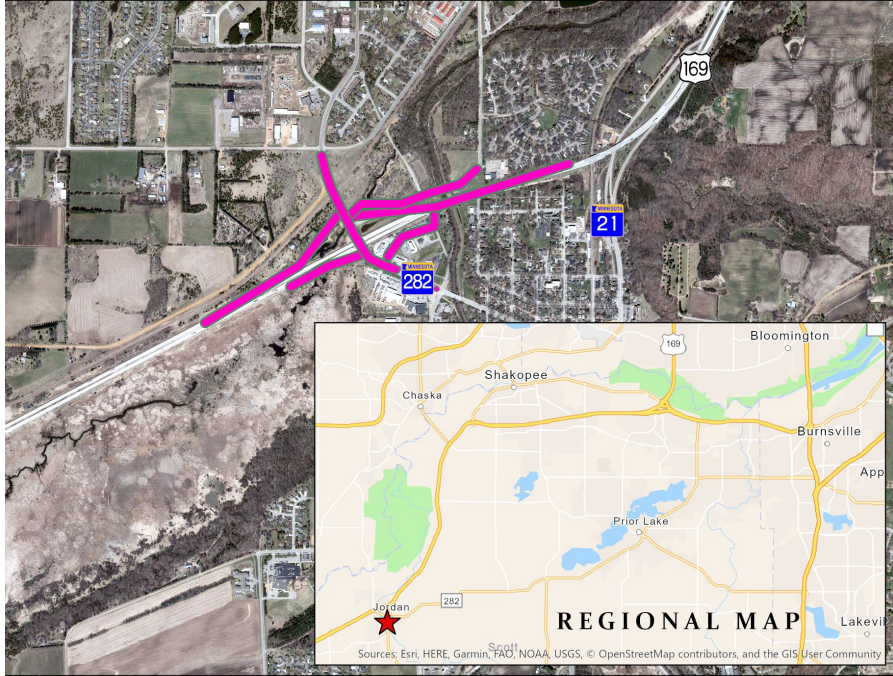 169
MINNESOTA
21
MINNESOTA
282
169
Bloomington
Shakopee
Chaska
Burnsville
App
Prior Lake
282
Jordan
REGIONAL MAP
Lakevil
Scott
Sources: Esri, HERE, Garmin, FAO, NOAA, USGS, © OpenStreetMap contributors, and the GIS User Community